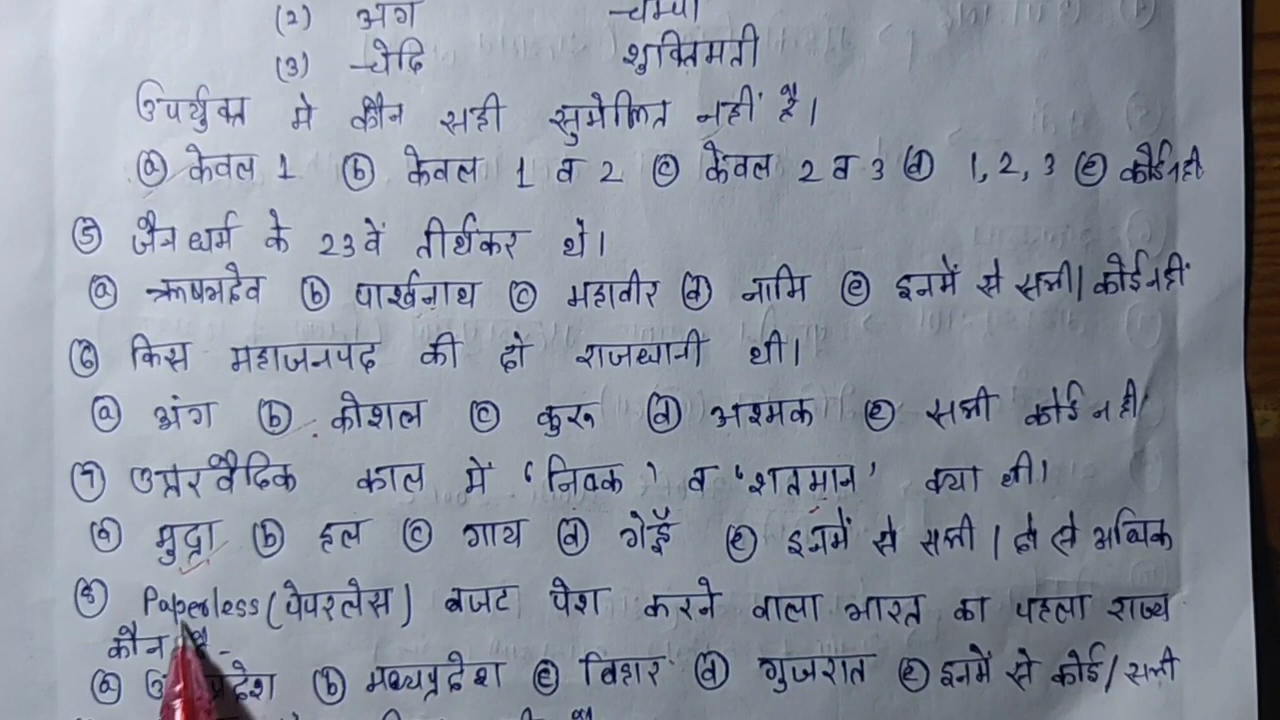 (2) अंग -चम्पा
(3) -चेदि शुक्तिमती
उपर्युक्त मे कौन सही सुमेलित नहीं है।
(a) केवल 1 (b) केवल 1 व 2 (c) केवल 2 व 3 (d) 1, 2, 3 (e) कोई नही
(5) जैन धर्म के 23 वें तीर्थकर थे।
(a) ऋषभदेव (b) पार्श्वनाथ (c) महावीर (d) नामि (e) इनमें से सभी/कोई नहीं
(6) किस महाजनपद की दो राजधानी थी।
(a) अंग (b) कोशल (c) कुरू (d) अश्मक (e) सभी कोई नही
(7) उत्तरवैदिक काल में 'निष्क' व 'शतमान' क्या थी।
(a) मुद्रा (b) हल (c) गाय (d) गेहूँ (e) इनमें से सभी/दो से अधिक
(8) Paperless (पेपरलेस) बजट पेश करने वाला भारत का पहला राज्य
कौन है -
(a) (b) मध्यप्रदेश (c) बिहार (d) गुजरात (e) इनमें से कोई/सभी